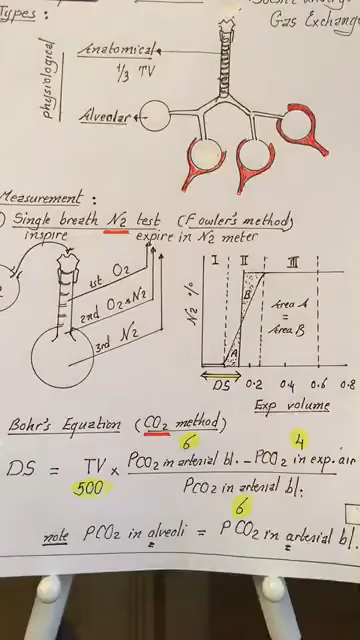 Types :
Gas Exchang
physiological
Anatomical
1/3 TV
Alveolar
Measurement :
Single breath N2 test (Fowler's method)
inspire expire in N2 meter
1st O2
2nd O2 + N2
3rd N2
I II III
N2 %
B
A
Area A
=
Area B
DS 0.2 0.4 0.6 0.8
Exp volume
Bohr's Equation (CO2 method)
6 4
DS = TV × PCO2 in arterial bl. - PCO2 in exp. air
500 PCO2 in arterial bl.
6
note PCO2 in alveoli = PCO2 in arterial bl.